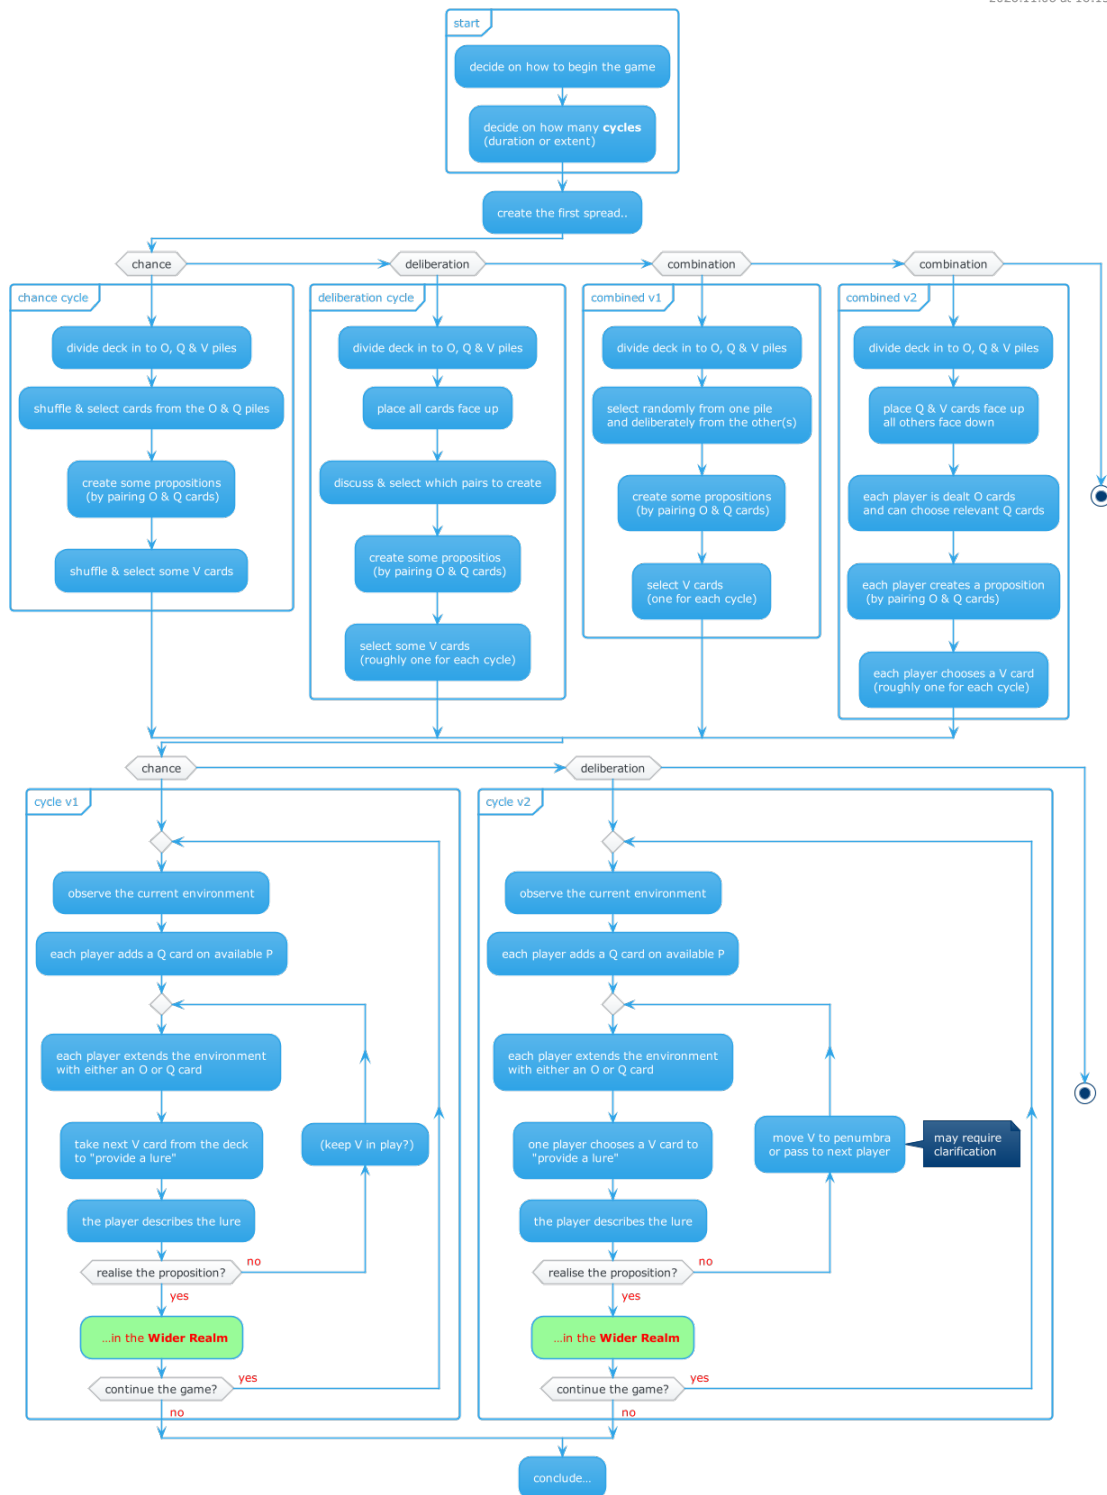 start
decide on how to begin the game
decide on how many cycles
(duration or extent)
create the first spread..
chance
deliberation
combination
combination
chance cycle
divide deck in to O, Q & V piles
shuffle & select cards from the O & Q piles
create some propositions
(by pairing O & Q cards)
shuffle & select some V cards
deliberation cycle
divide deck in to O, Q & V piles
place all cards face up
discuss & select which pairs to create
create some propositios
(by pairing O & Q cards)
select some V cards
(roughly one for each cycle)
combined v1
divide deck in to O, Q & V piles
select randomly from one pile
and deliberately from the other(s)
create some propositions
(by pairing O & Q cards)
select V cards
(one for each cycle)
combined v2
divide deck in to O, Q & V piles
place Q & V cards face up
all others face down
each player is dealt O cards
and can choose relevant Q cards
each player creates a proposition
(by pairing O & Q cards)
each player chooses a V card
(roughly one for each cycle)
chance
deliberation
cycle v1
observe the current environment
each player adds a Q card on available P
each player extends the environment
with either an O or Q card
take next V card from the deck
to "provide a lure"
(keep V in play?)
the player describes the lure
realise the proposition?
no
yes
...in the Wider Realm
continue the game?
yes
no
cycle v2
observe the current environment
each player adds a Q card on available P
each player extends the environment
with either an O or Q card
one player chooses a V card to
"provide a lure"
move V to penumbra
or pass to next player
may require
clarification
the player describes the lure
realise the proposition?
no
yes
...in the Wider Realm
continue the game?
yes
no
conclude...